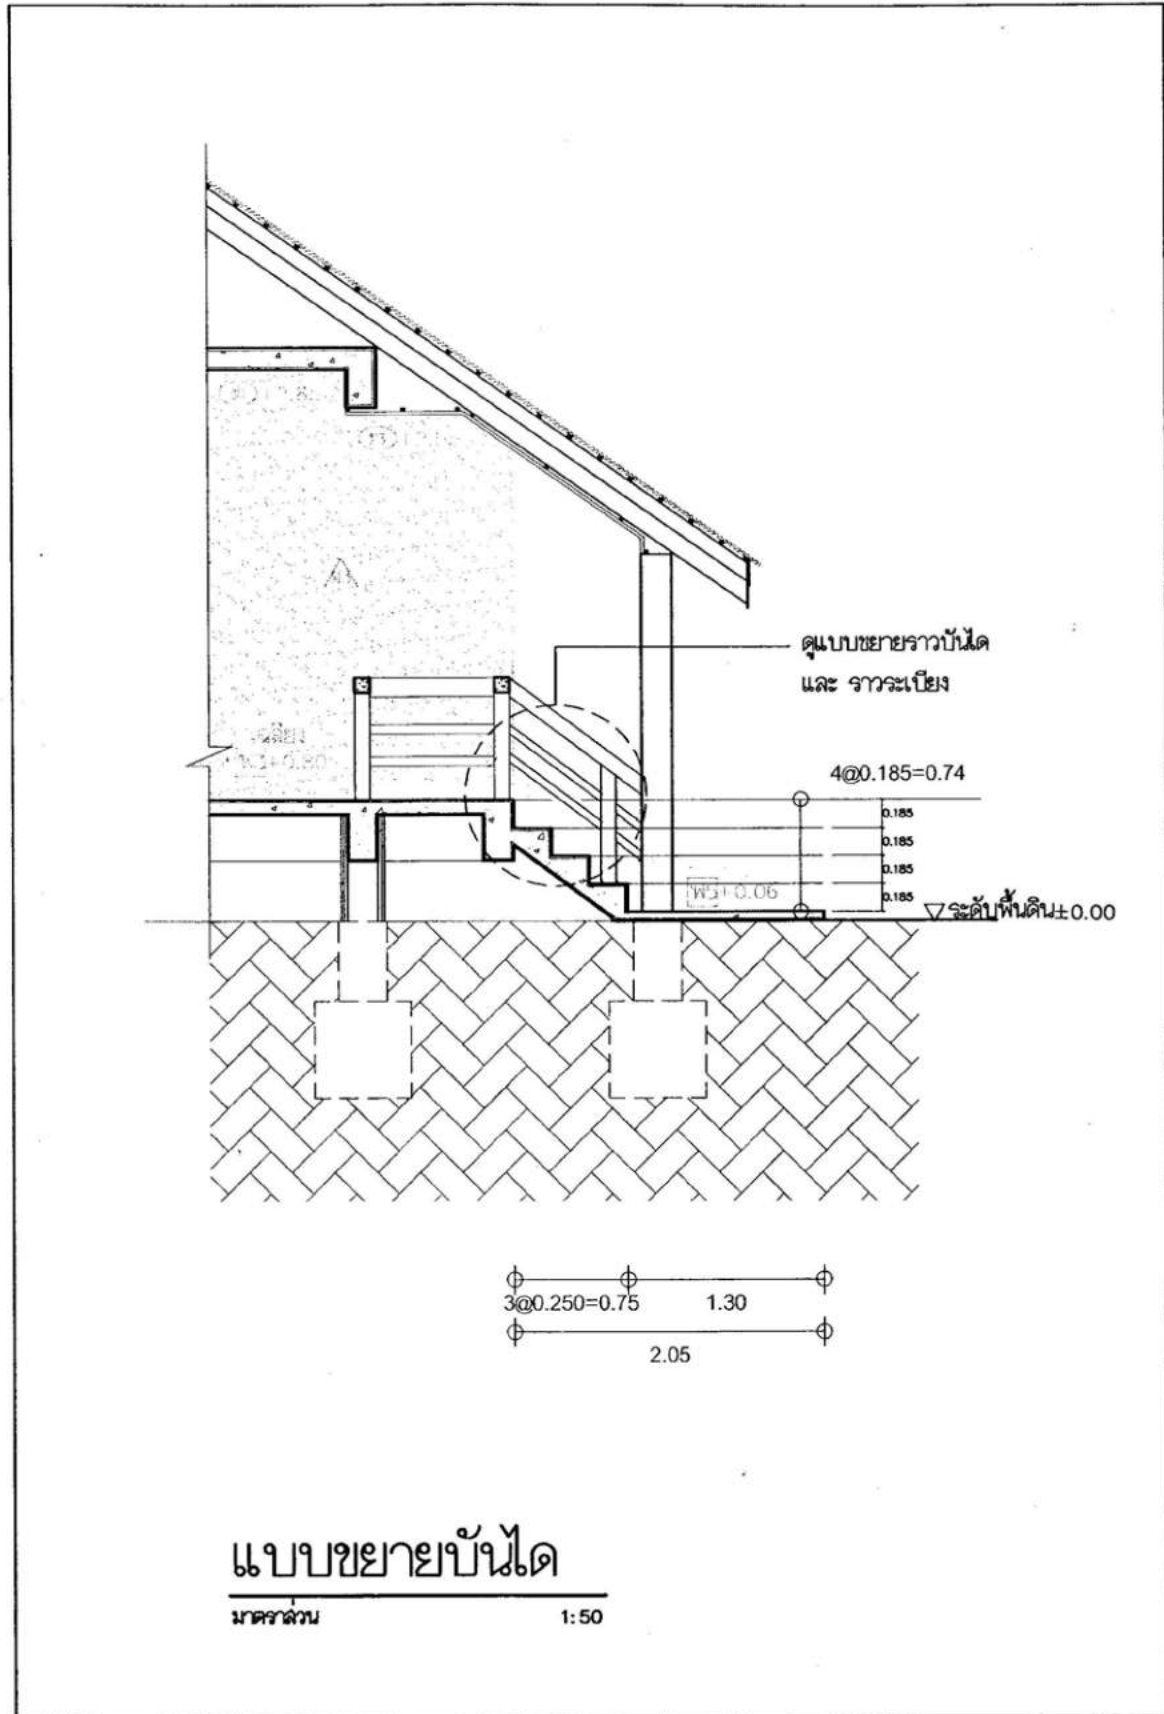 ดูแบบขยายราวบันได
และ ราวระเบียง
4@0.185=0.74
0.185
0.185
0.185
0.185
พ5+0.06
ระดับพื้นดิน±0.00
3@0.250=0.75
1.30
2.05
แบบขยายบันได
มาตราส่วน 1:50